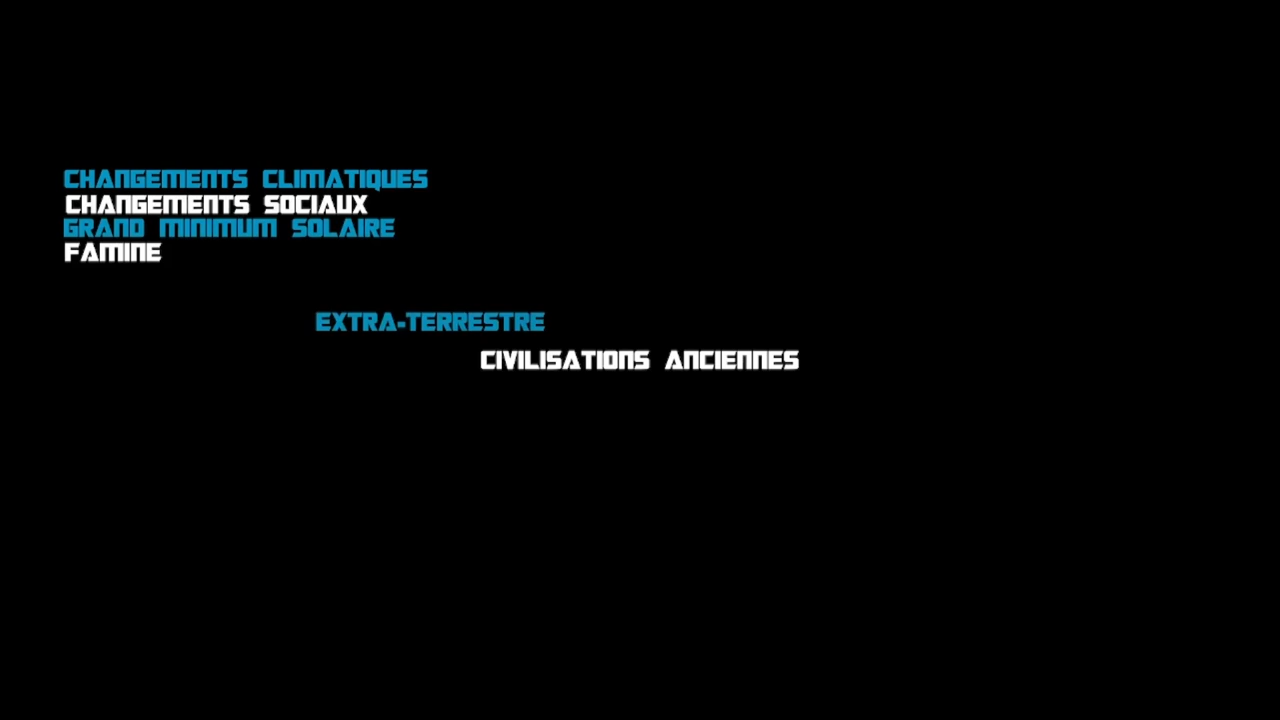 CHANGEMENTS CLIMATIQUES
CHANGEMENTS SOCIAUX
GRAND MINIMUM SOLAIRE
FAMINE
EXTRA-TERRESTRE
CIVILISATIONS ANCIENNES